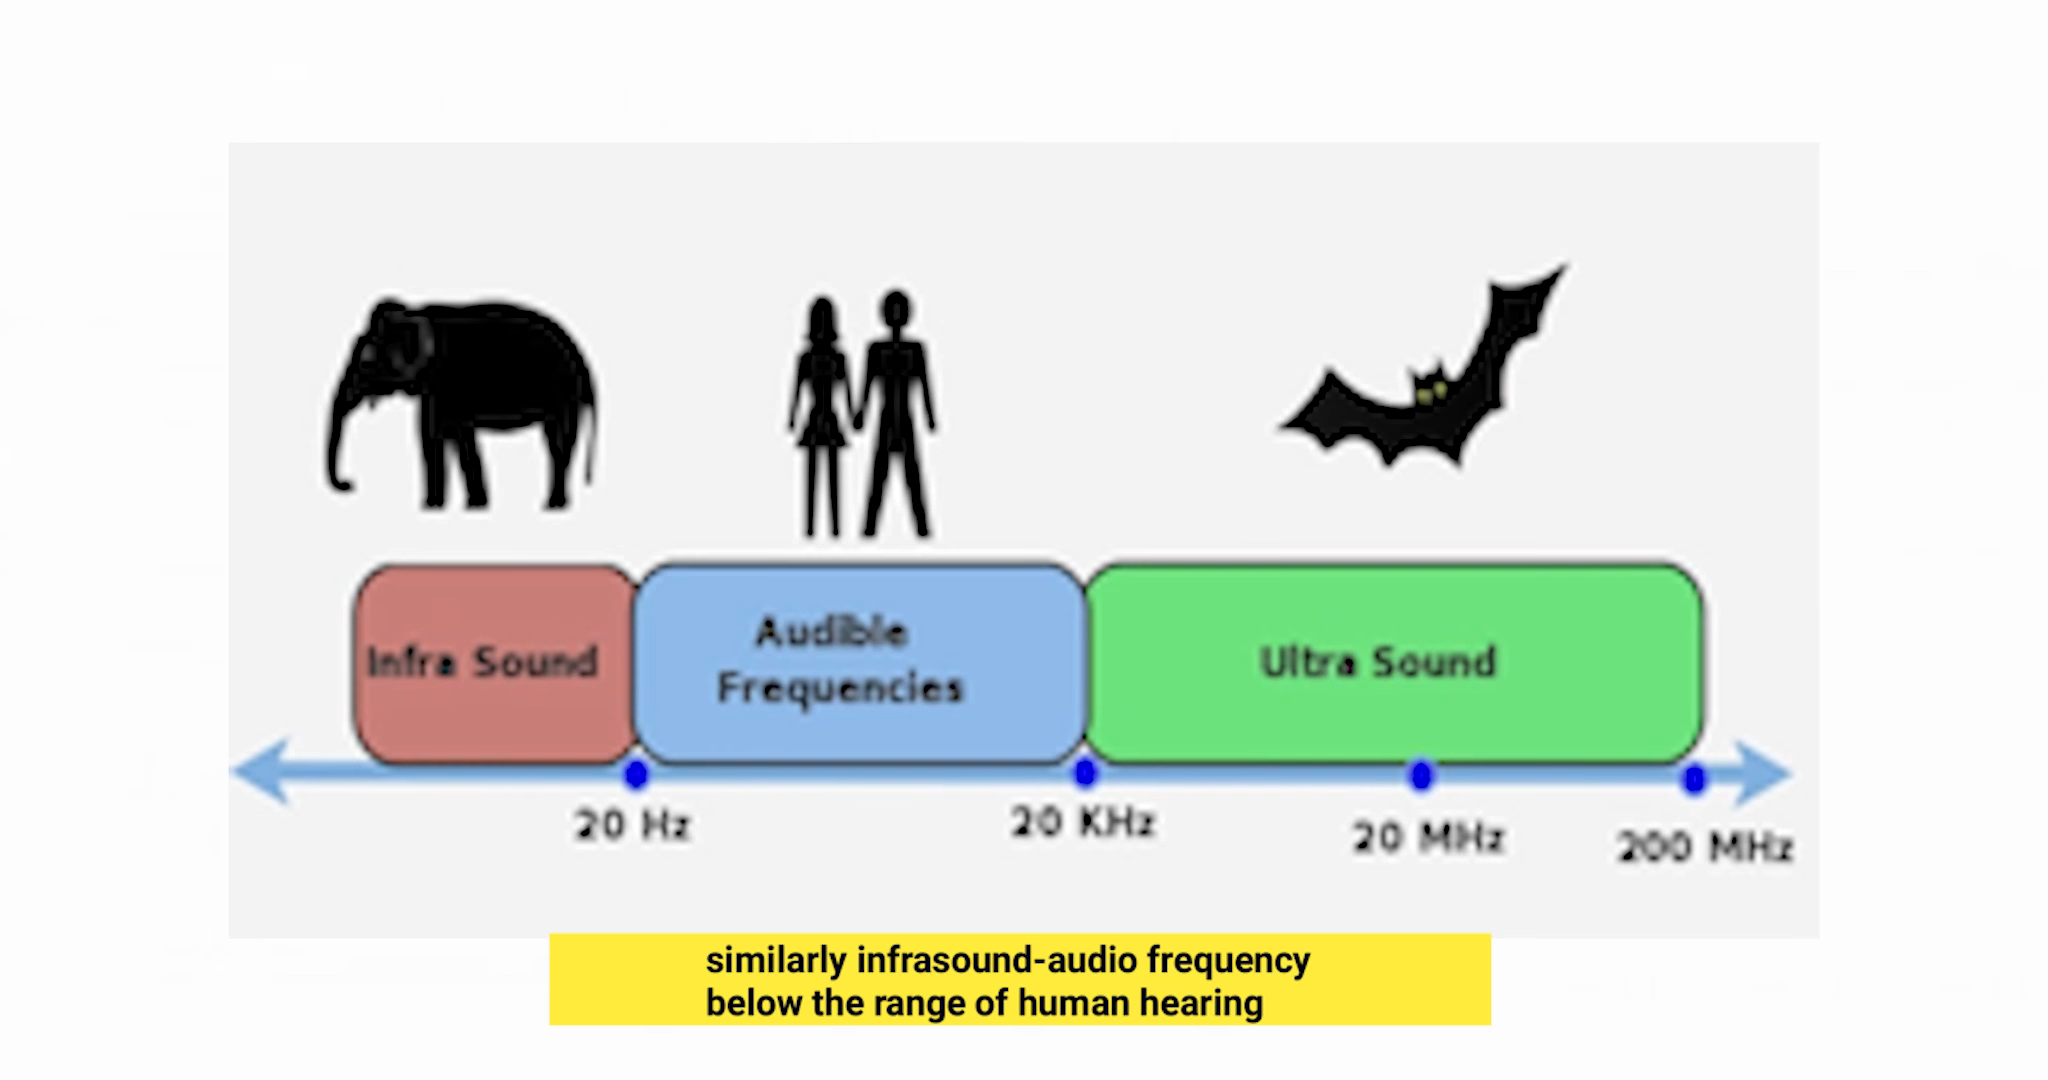 Infra Sound
Audible
Frequencies
Ultra Sound
20 Hz
20 KHz
20 MHz
200 MHz
similarly infrasound-audio frequency
below the range of human hearing